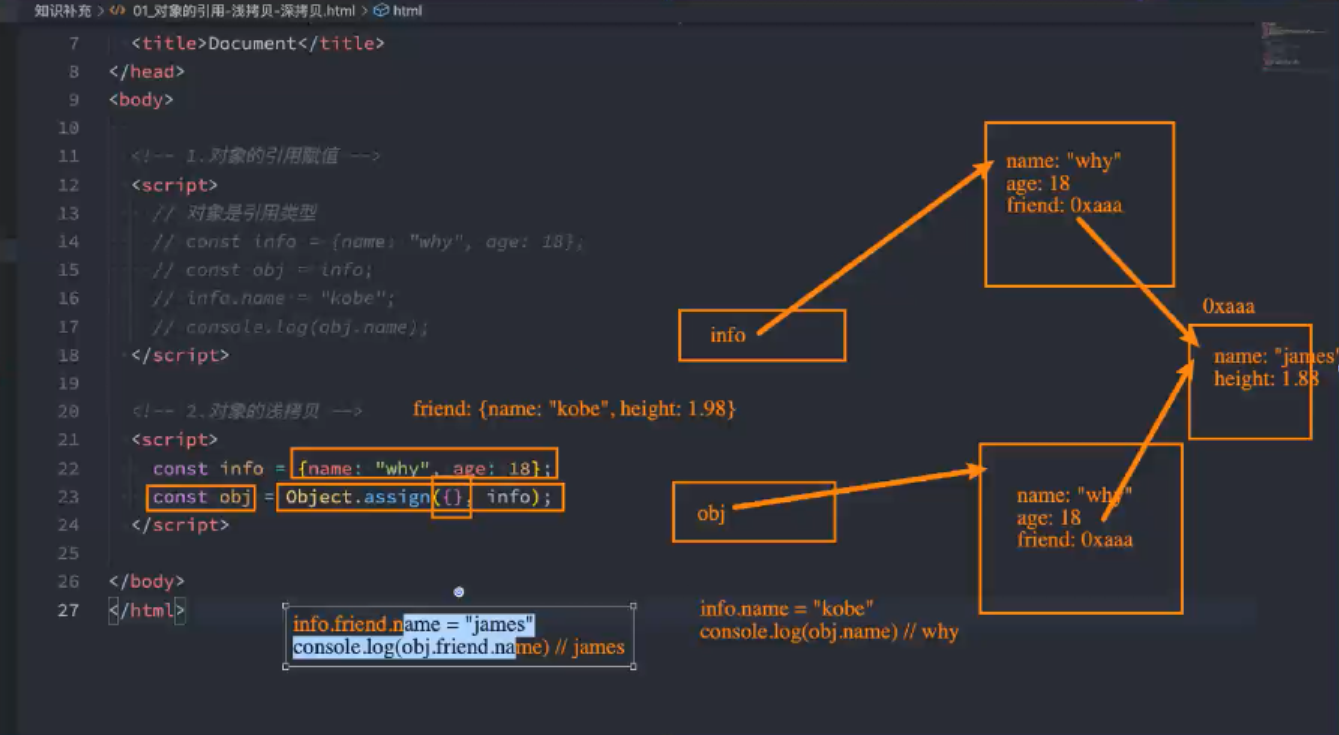 知识补充 > 01_对象的引用-浅拷贝-深拷贝.html > html
7 <title>Document</title>
8 </head>
9 <body>
10
11 <!-- 1.对象的引用赋值 -->
12 <script>
13 // 对象是引用类型
14 // const info = {name: "why", age: 18};
15 // const obj = info;
16 // info.name = "kobe";
17 // console.log(obj.name);
18 </script>
19
20 <!-- 2.对象的浅拷贝 -->
friend: {name: "kobe", height: 1.98}
21 <script>
22 const info = {name: "why", age: 18};
23 const obj = Object.assign({}, info);
24 </script>
25
26 </body>
27 </html>
info.friend.name = "james"
console.log(obj.friend.name) // james
info
name: "why"
age: 18
friend: 0xaaa
0xaaa
name: "james"
height: 1.88
obj
name: "why"
age: 18
friend: 0xaaa
info.name = "kobe"
console.log(obj.name) // why